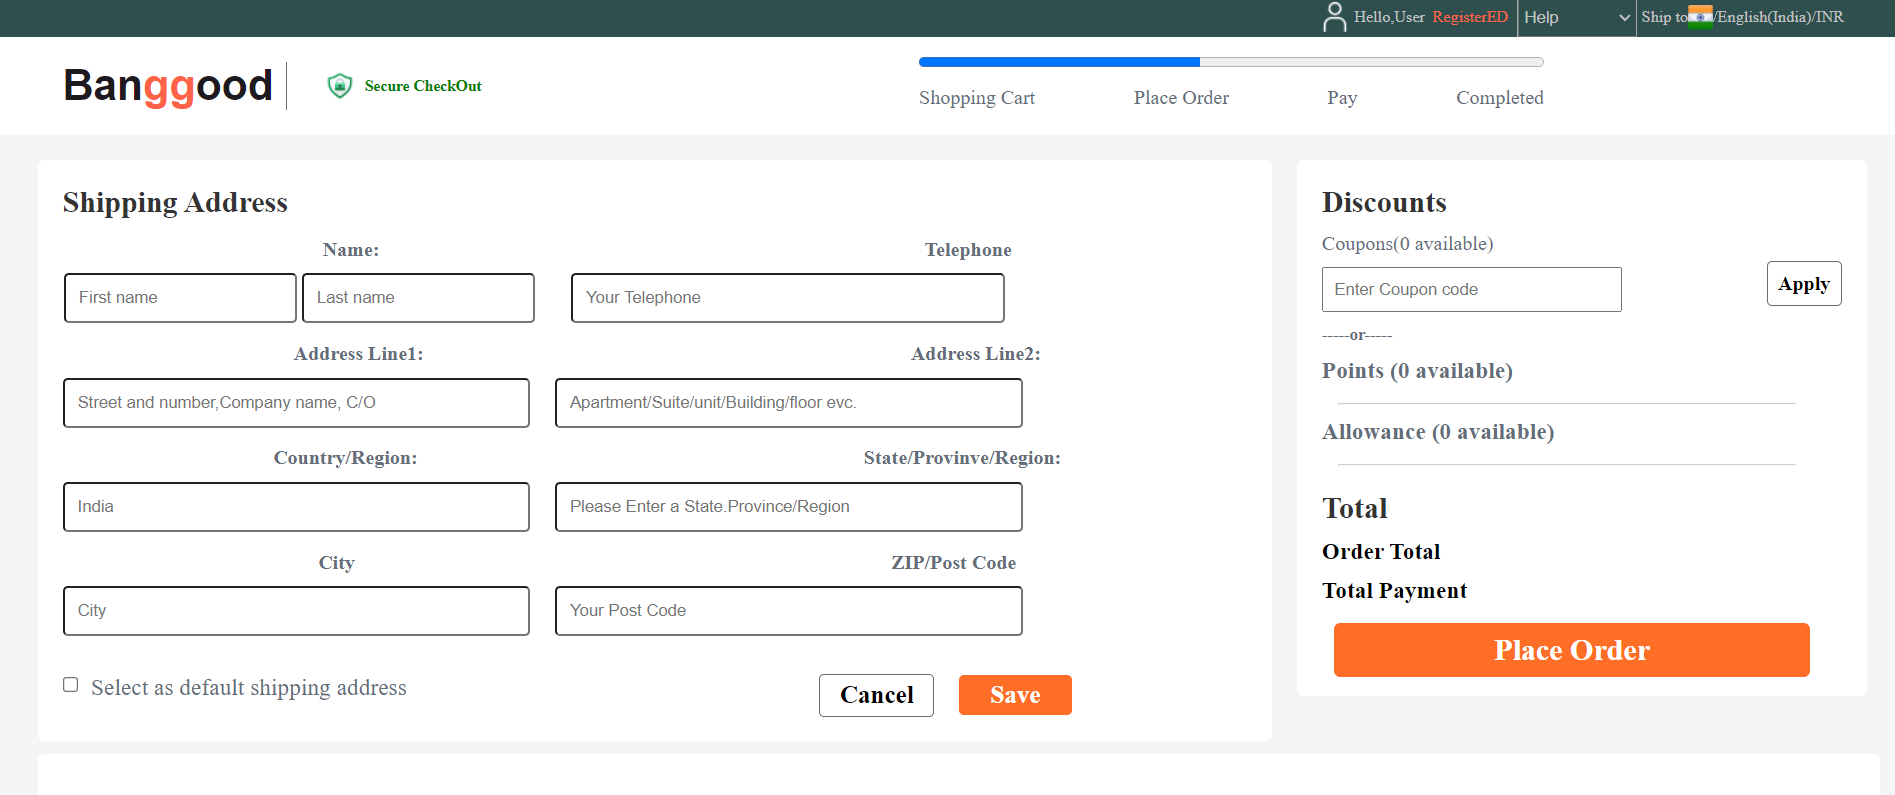 Hello,User RegisterED Help Ship to /English(India)/INR
Banggood Secure CheckOut
Shopping Cart Place Order Pay Completed
Shipping Address
Name: Telephone
First name Last name Your Telephone
Address Line1: Address Line2:
Street and number,Company name, C/O Apartment/Suite/unit/Building/floor evc.
Country/Region: State/Provinve/Region:
India Please Enter a State.Province/Region
City ZIP/Post Code
City Your Post Code
Select as default shipping address Cancel Save
Discounts
Coupons(0 available)
Enter Coupon code Apply
-----or-----
Points (0 available)
Allowance (0 available)
Total
Order Total
Total Payment
Place Order